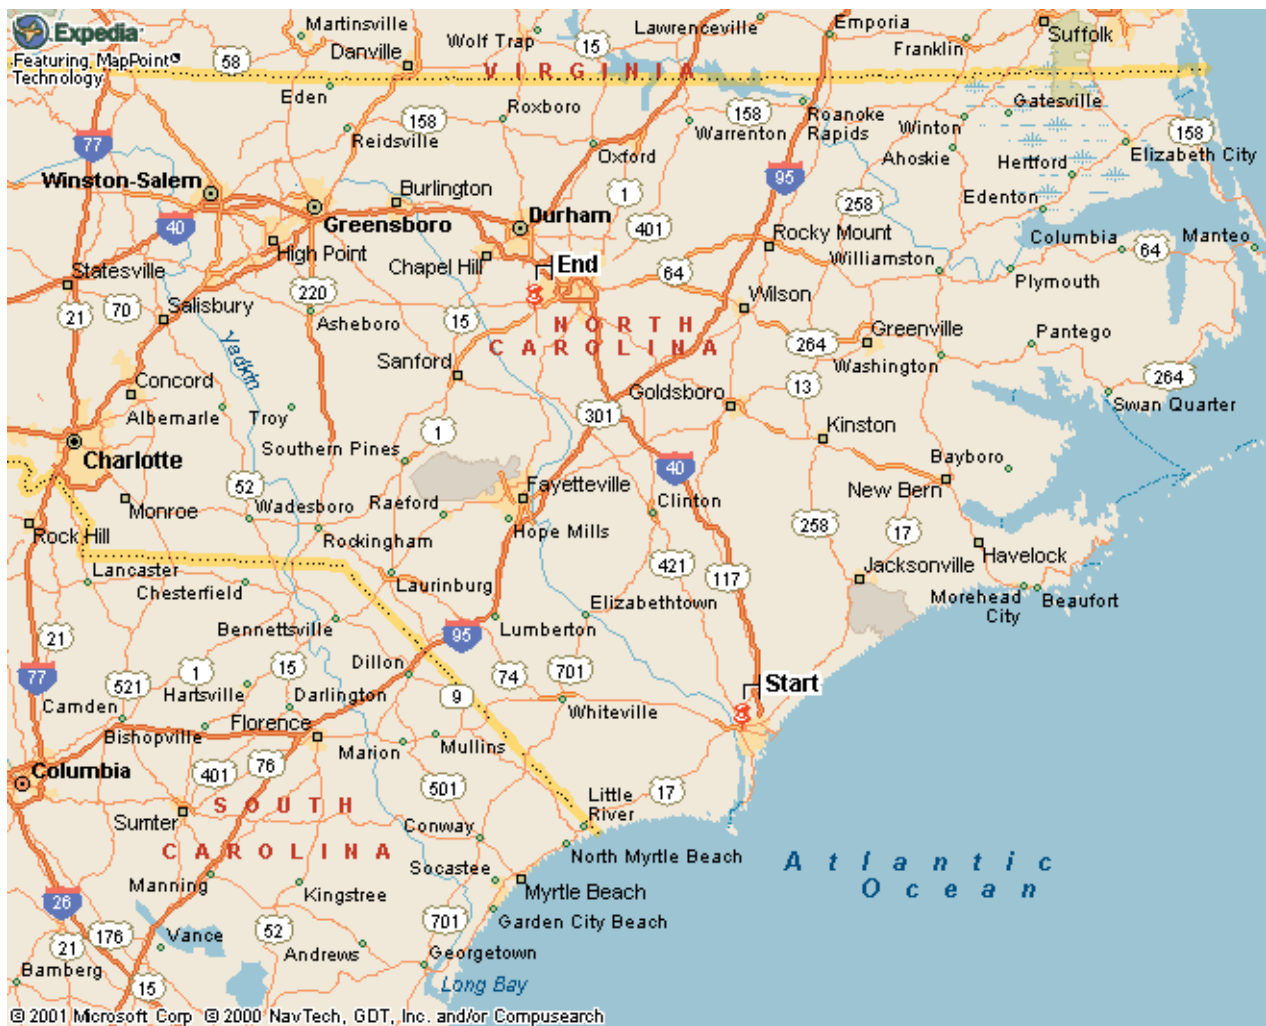 Expedia
Featuring MapPoint®
Technology
Martinsville
Danville
Wolf Trap
15
Lawrenceville
Emporia
Franklin
Suffolk
58
VIRGINIA
Eden
158
Roxboro
Reidsville
Oxford
Warrenton
158
Roanoke
Rapids
Winton
Gatesville
158
77
Ahoskie
Hertford
Elizabeth City
Winston-Salem
Burlington
1
95
258
Edenton
40
Greensboro
Durham
401
Rocky Mount
Columbia
64
Manteo
High Point
Chapel Hill
End
64
Williamston
Plymouth
Statesville
21
70
Salisbury
220
Asheboro
15
NORTH
CAROLINA
Wilson
264
Greenville
Pantego
Washington
Yadkin
Sanford
Concord
Albemarle
Troy
301
Goldsboro
13
264
Swan Quarter
Charlotte
Southern Pines
1
40
Kinston
Bayboro
52
Monroe
Wadesboro
Raeford
Fayetteville
Clinton
New Bern
Rock Hill
Rockingham
Hope Mills
258
17
Havelock
Lancaster
Chesterfield
Laurinburg
421
117
Jacksonville
Morehead
City
Beaufort
21
Bennettsville
95
Lumberton
Elizabethtown
77
521
1
15
Dillon
74
701
Start
Camden
Hartsville
Darlington
9
Whiteville
Bishopville
Florence
Marion
Mullins
Columbia
401
76
501
Little
River
17
SOUTH
CAROLINA
Sumter
Conway
North Myrtle Beach
Atlantic
Ocean
Manning
Kingstree
Socastee
Myrtle Beach
26
21
176
Vance
52
Andrews
701
Garden City Beach
Georgetown
Bamberg
15
Long Bay
© 2001 Microsoft Corp © 2000 NavTech, GDT, Inc. and/or Compusearch